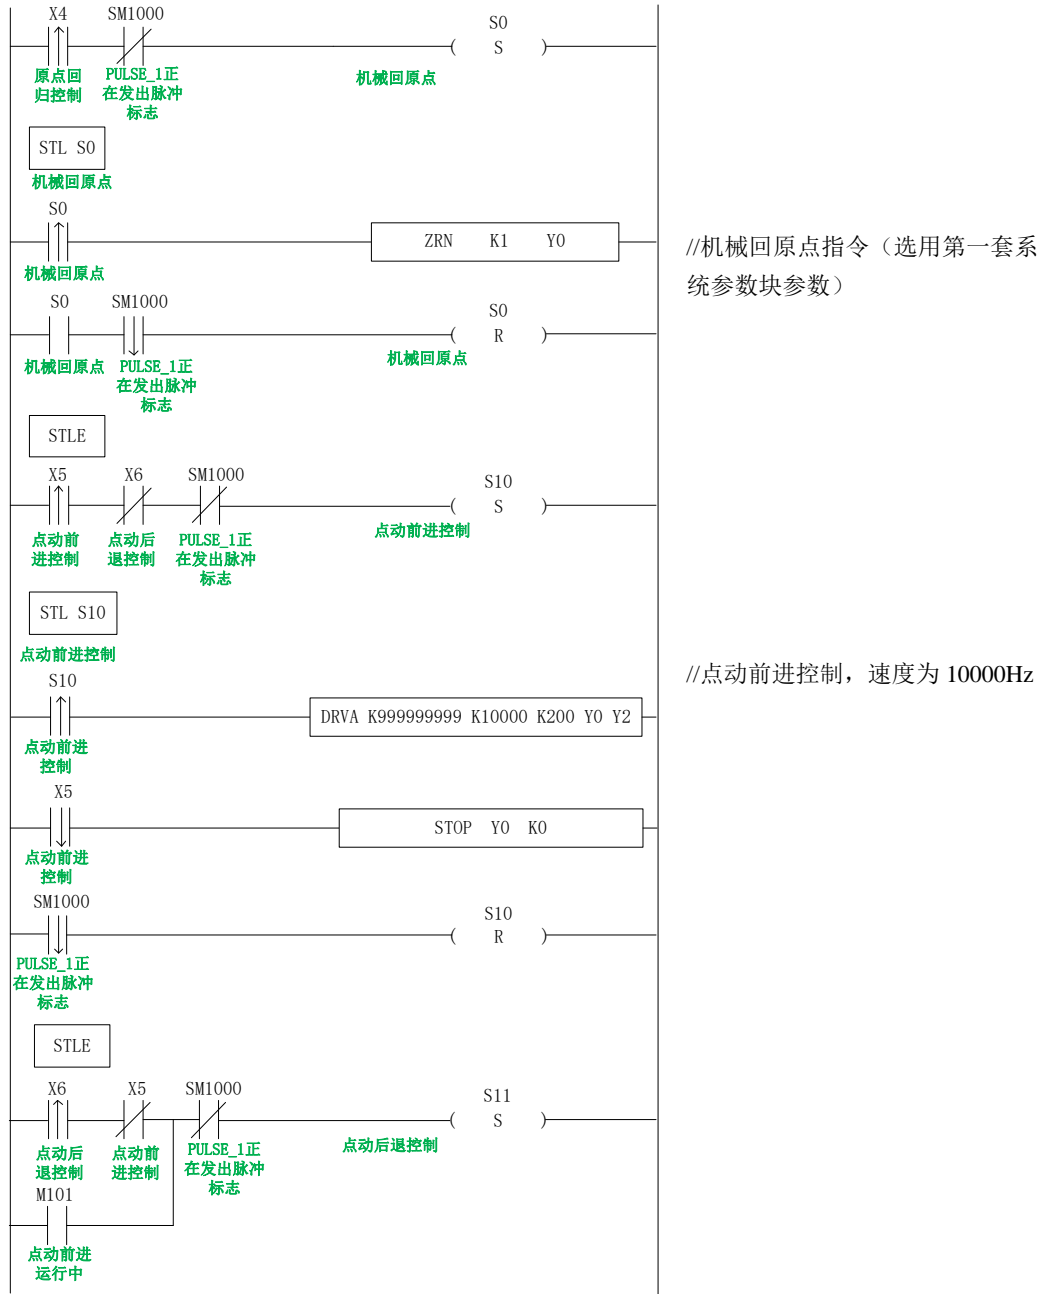 X4 SM1000 S0
( S )
原点回 PULSE_1正 机械回原点
归控制 在发出脉冲
标志
STL S0
机械回原点
S0
ZRN K1 Y0
机械回原点
//机械回原点指令（选用第一套系
统参数块参数）
S0 SM1000 S0
( R )
机械回原点 PULSE_1正 机械回原点
在发出脉冲
标志
STLE
X5 X6 SM1000 S10
( S )
点动前 点动后 PULSE_1正 点动前进控制
进控制 退控制 在发出脉冲
标志
STL S10
点动前进控制
S10
//点动前进控制，速度为 10000Hz
DRVA K999999999 K10000 K200 Y0 Y2
点动前进
控制
X5
STOP Y0 K0
点动前进
控制
SM1000 S10
( R )
PULSE_1正
在发出脉冲
标志
STLE
X6 X5 SM1000 S11
( S )
点动后 点动前 PULSE_1正 点动后退控制
退控制 进控制 在发出脉冲
标志
M101
点动前进
运行中